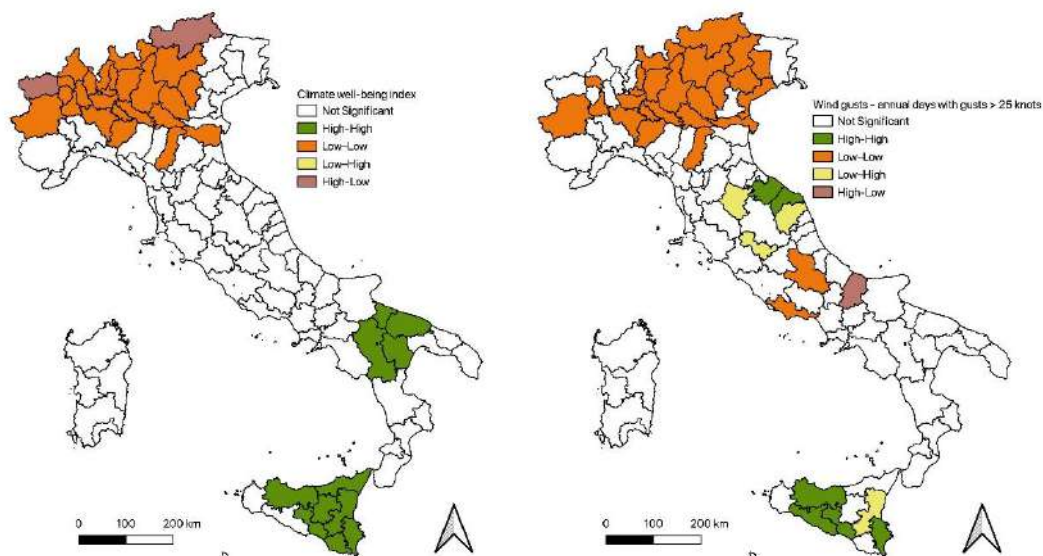 Climate well-being index
Not Significant
High-High
Low-Low
Low-High
High-Low
0 100 200 km
Wind gusts - annual days with gusts > 25 knots
Not Significant
High-High
Low-Low
Low-High
High-Low
0 100 200 km